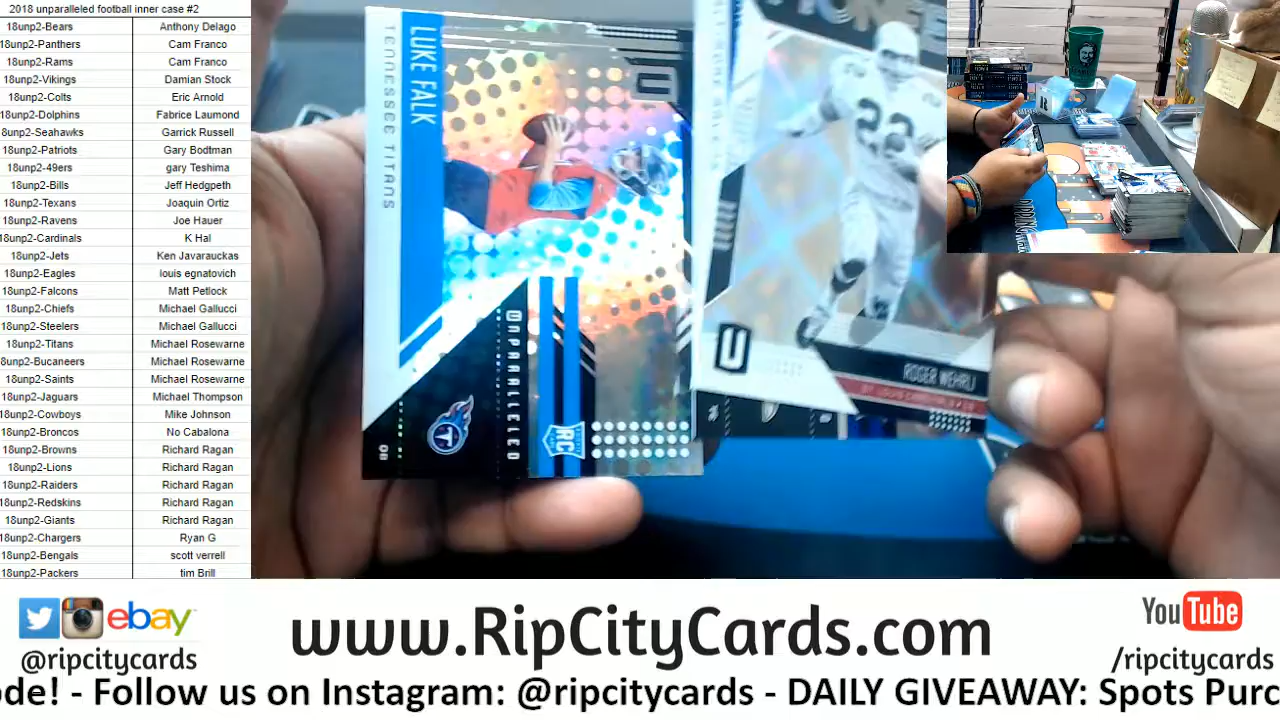 2018 unparalleled football inner case #2
18unp2-Bears Anthony Delago
18unp2-Panthers Cam Franco
18unp2-Rams Cam Franco
18unp2-Vikings Damian Stock
18unp2-Colts Eric Arnold
18unp2-Dolphins Fabrice Laumond
8unp2-Seahawks Garrick Russell
18unp2-Patriots Gary Bodtman
18unp2-49ers gary Teshima
18unp2-Bills Jeff Hedgpeth
18unp2-Texans Joaquin Ortiz
18unp2-Ravens Joe Hauer
18unp2-Cardinals K Hal
18unp2-Jets Ken Javarauckas
18unp2-Eagles louis egnatovich
18unp2-Falcons Matt Petlock
18unp2-Chiefs Michael Gallucci
18unp2-Steelers Michael Gallucci
18unp2-Titans Michael Rosewarne
8unp2-Bucaneers Michael Rosewarne
18unp2-Saints Michael Rosewarne
18unp2-Jaguars Michael Thompson
18unp2-Cowboys Mike Johnson
18unp2-Broncos No Cabalona
18unp2-Browns Richard Ragan
18unp2-Lions Richard Ragan
18unp2-Raiders Richard Ragan
18unp2-Redskins Richard Ragan
18unp2-Giants Richard Ragan
18unp2-Chargers Ryan G
18unp2-Bengals scott verrell
18unp2-Packers tim Brill
LUKE FALK
TENNESSEE TITANS
UNPARALLELED
RC
QB
22
U
ROGER WEHRLI
ST. LOUIS CARDINALS
ebay
@ripcitycards
www.RipCityCards.com
YouTube
/ripcitycards
ode! - Follow us on Instagram: @ripcitycards - DAILY GIVEAWAY: Spots Purc